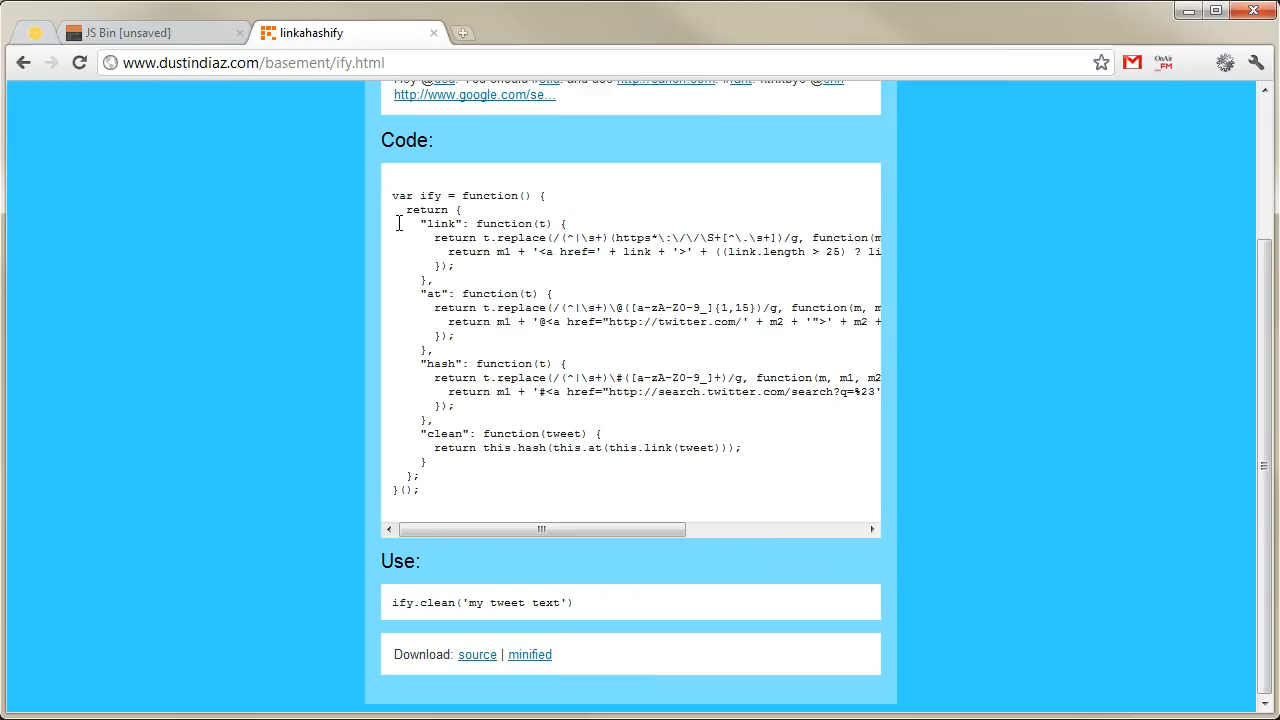 JS Bin [unsaved]
linkahashify
www.dustindiaz.com/basement/ify.html
OnAir
FM
http://www.google.com/se...
Code:
var ify = function() {
return {
"link": function(t) {
return t.replace(/(^|\s+)(https*\:\/\/\S+[^\.\s+])/g, function(m
return m1 + '<a href=' + link + '>' + ((link.length > 25) ? li
});
},
"at": function(t) {
return t.replace(/(^|\s+)\@([a-zA-Z0-9_]{1,15})/g, function(m, m
return m1 + '@<a href="http://twitter.com/' + m2 + '">' + m2 +
});
},
"hash": function(t) {
return t.replace(/(^|\s+)\#([a-zA-Z0-9_]+)/g, function(m, m1, m2
return m1 + '#<a href="http://search.twitter.com/search?q=%23'
});
},
"clean": function(tweet) {
return this.hash(this.at(this.link(tweet)));
}
};
}();
Use:
ify.clean('my tweet text')
Download: source | minified